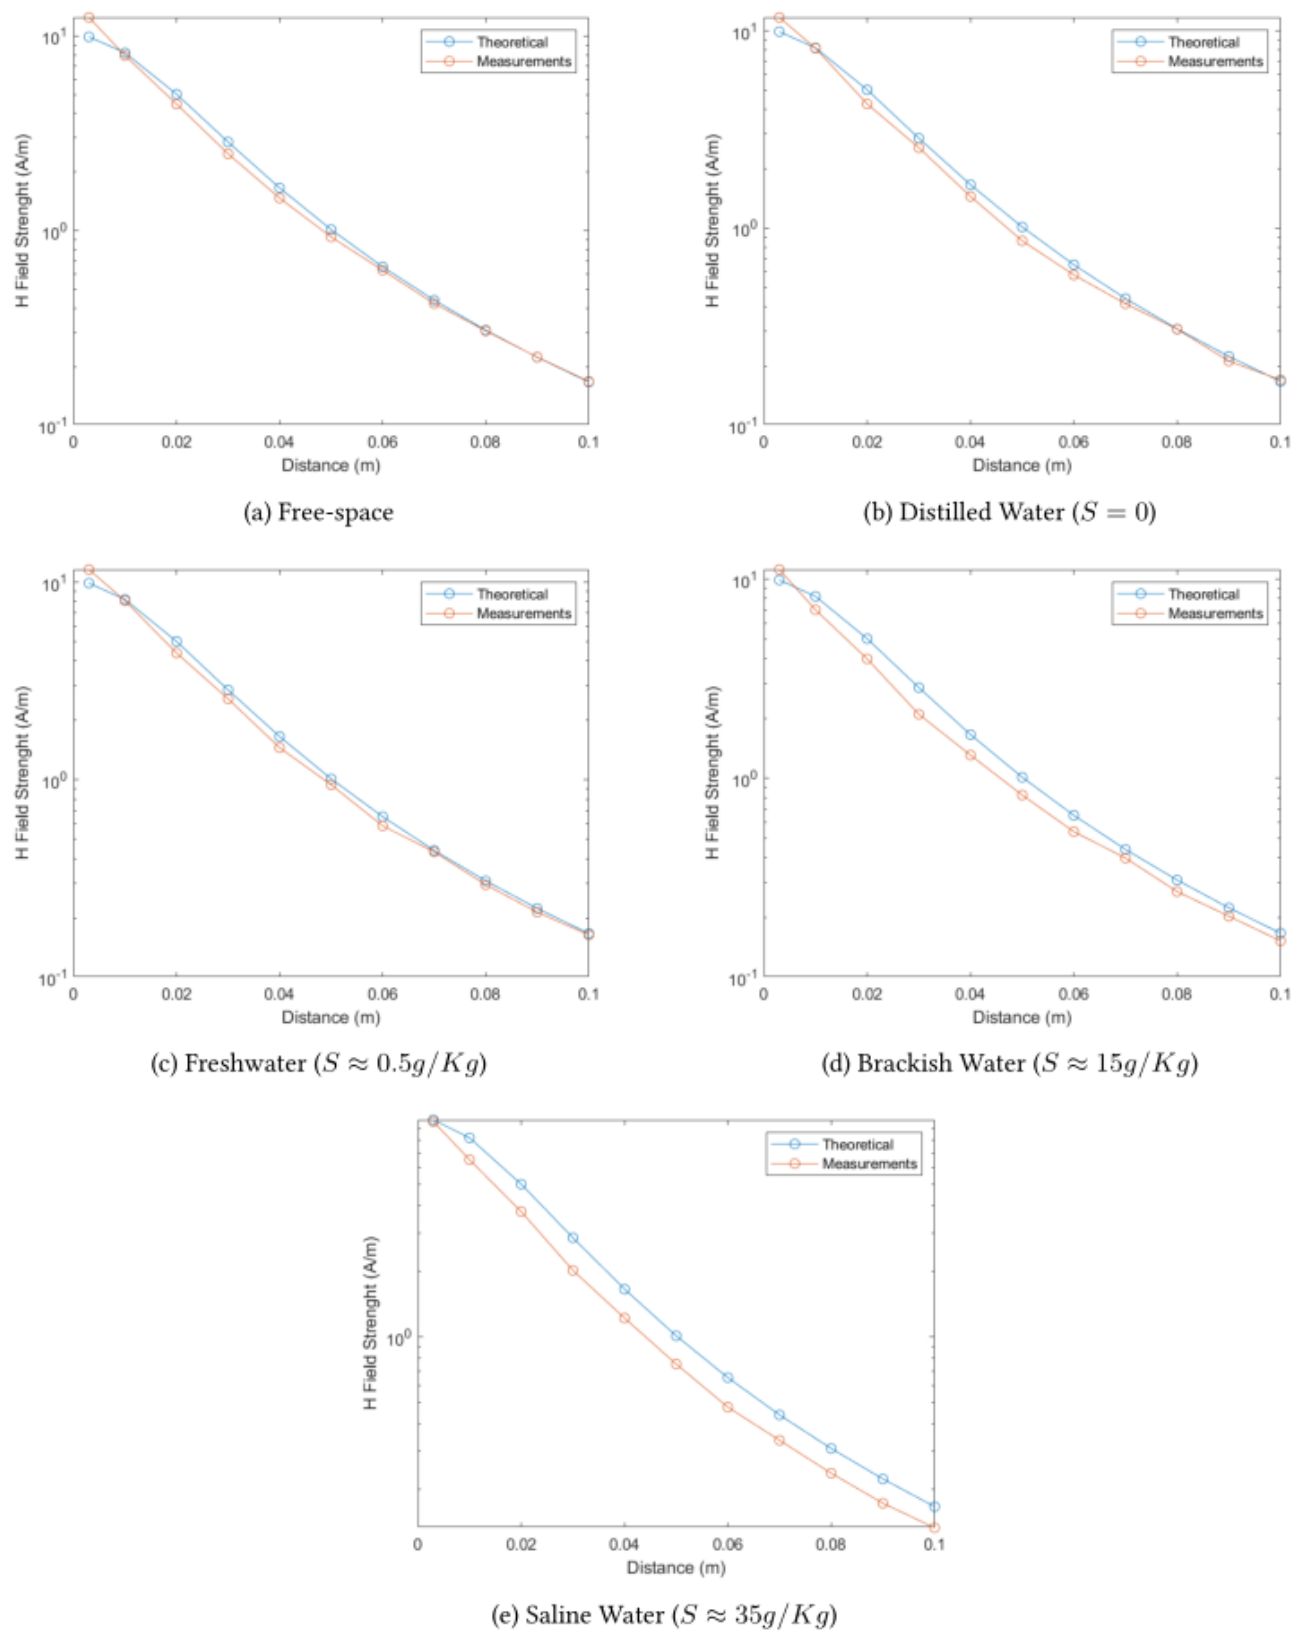 10^1
10^0
10^-1
H Field Strenght (A/m)
Theoretical
Measurements
0 0.02 0.04 0.06 0.08 0.1
Distance (m)
(a) Free-space
10^1
10^0
10^-1
H Field Strenght (A/m)
Theoretical
Measurements
0 0.02 0.04 0.06 0.08 0.1
Distance (m)
(b) Distilled Water (S = 0)
10^1
10^0
10^-1
H Field Strenght (A/m)
Theoretical
Measurements
0 0.02 0.04 0.06 0.08 0.1
Distance (m)
(c) Freshwater (S ≈ 0.5g/Kg)
10^1
10^0
10^-1
H Field Strenght (A/m)
Theoretical
Measurements
0 0.02 0.04 0.06 0.08 0.1
Distance (m)
(d) Brackish Water (S ≈ 15g/Kg)
10^0
H Field Strenght (A/m)
Theoretical
Measurements
0 0.02 0.04 0.06 0.08 0.1
Distance (m)
(e) Saline Water (S ≈ 35g/Kg)